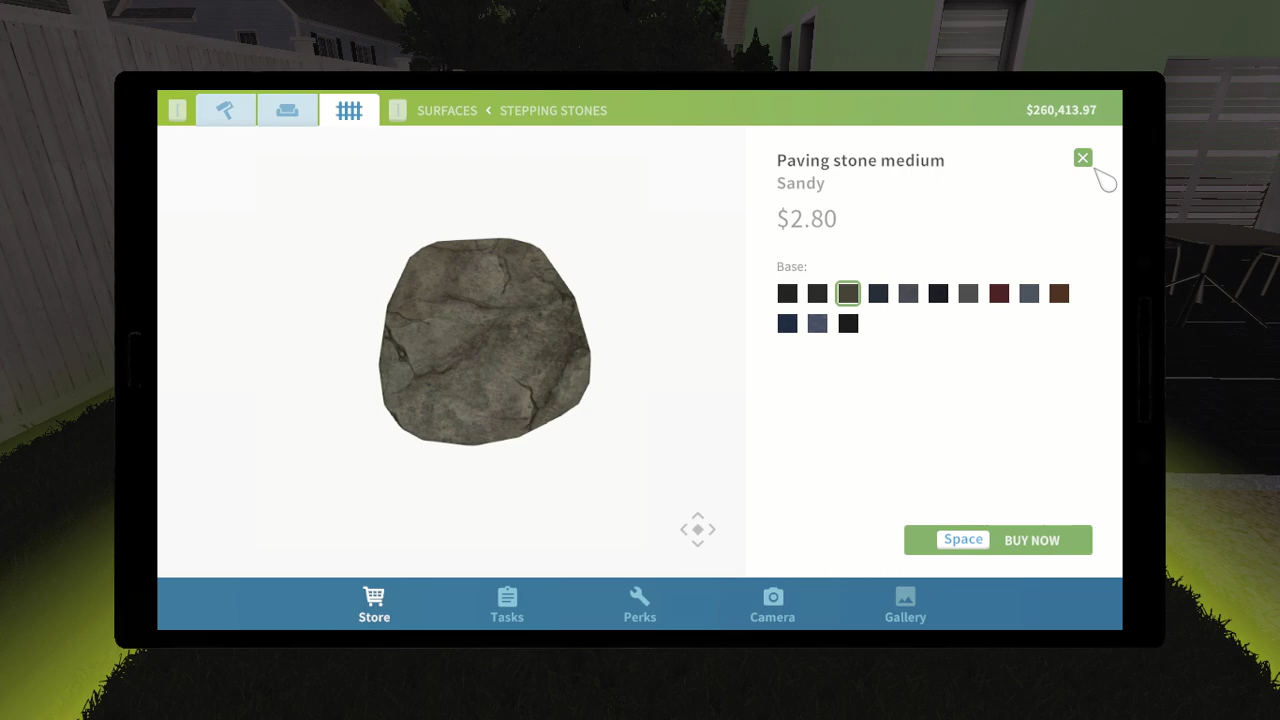 SURFACES < STEPPING STONES
$260,413.97
Paving stone medium
Sandy
$2.80
Base:
Space BUY NOW
Store
Tasks
Perks
Camera
Gallery